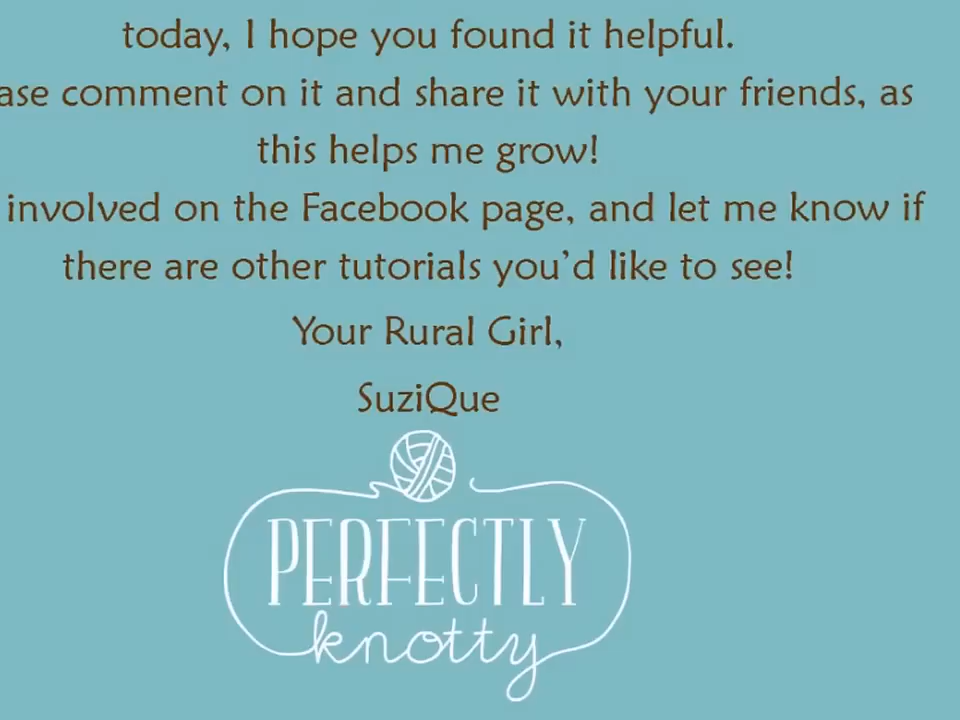 today, I hope you found it helpful.
ase comment on it and share it with your friends, as
this helps me grow!
involved on the Facebook page, and let me know if
there are other tutorials you'd like to see!
Your Rural Girl,
SuziQue
PERFECTLY
knotty